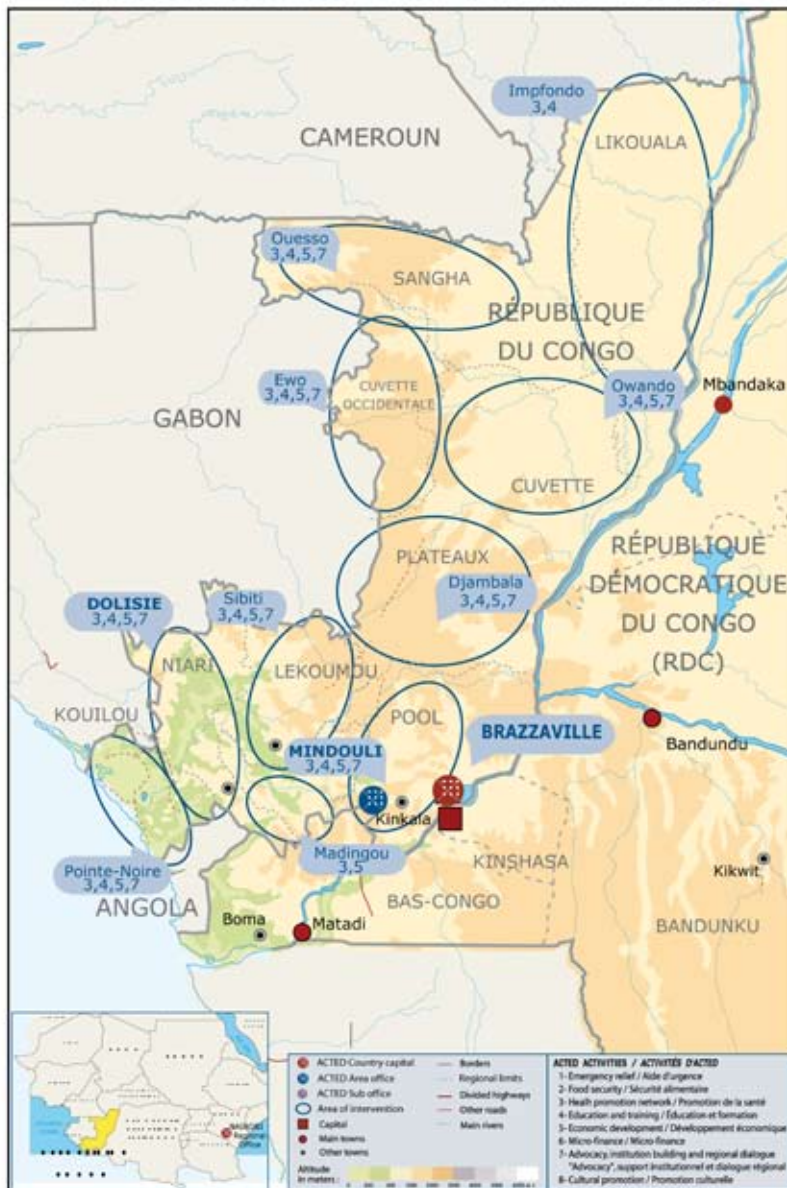 Impfondo
3,4
LIKOUALA
CAMEROUN
Ouesso
3,4,5,7
SANGHA
RÉPUBLIQUE
DU CONGO
Ewo
3,4,5,7
CUVETTE
OCCIDENTALE
Owando
3,4,5,7
Mbandaka
GABON
CUVETTE
PLATEAUX
RÉPUBLIQUE
DÉMOCRATIQUE
DU CONGO
(RDC)
Djambala
3,4,5,7
DOLISIE
3,4,5,7
Sibiti
3,4,5,7
NIARI
LEKOUMOU
KOUILOU
POOL
BRAZZAVILLE
Bandundu
MINDOULI
3,4,5,7
Kinkala
Pointe-Noire
3,4,5,7
Madingou
3,5
KINSHASA
Kikwit
ANGOLA
BAS-CONGO
Boma
Matadi
BANDUNKU
NAIROBI
Regional
Office
ACTED Country capital
ACTED Area office
ACTED Sub office
Area of intervention
Capital
Main towns
Other towns
Borders
Regional limits
Divided highways
Other roads
Main rivers
Altitude
In meters :
ACTED ACTIVITIES / ACTIVITÉS D'ACTED
1- Emergency relief / Aide d'urgence
2- Food security / Sécurité alimentaire
3- Heath promotion network / Promotion de la santé
4- Education and training / Éducation et formation
5- Economic development / Développement économique
6- Micro-finance / Micro-finance
7- Advocacy, institution building and regional dialogue
"Advocacy", support institutionnel et dialogue régional
8- Cultural promotion / Promotion culturelle